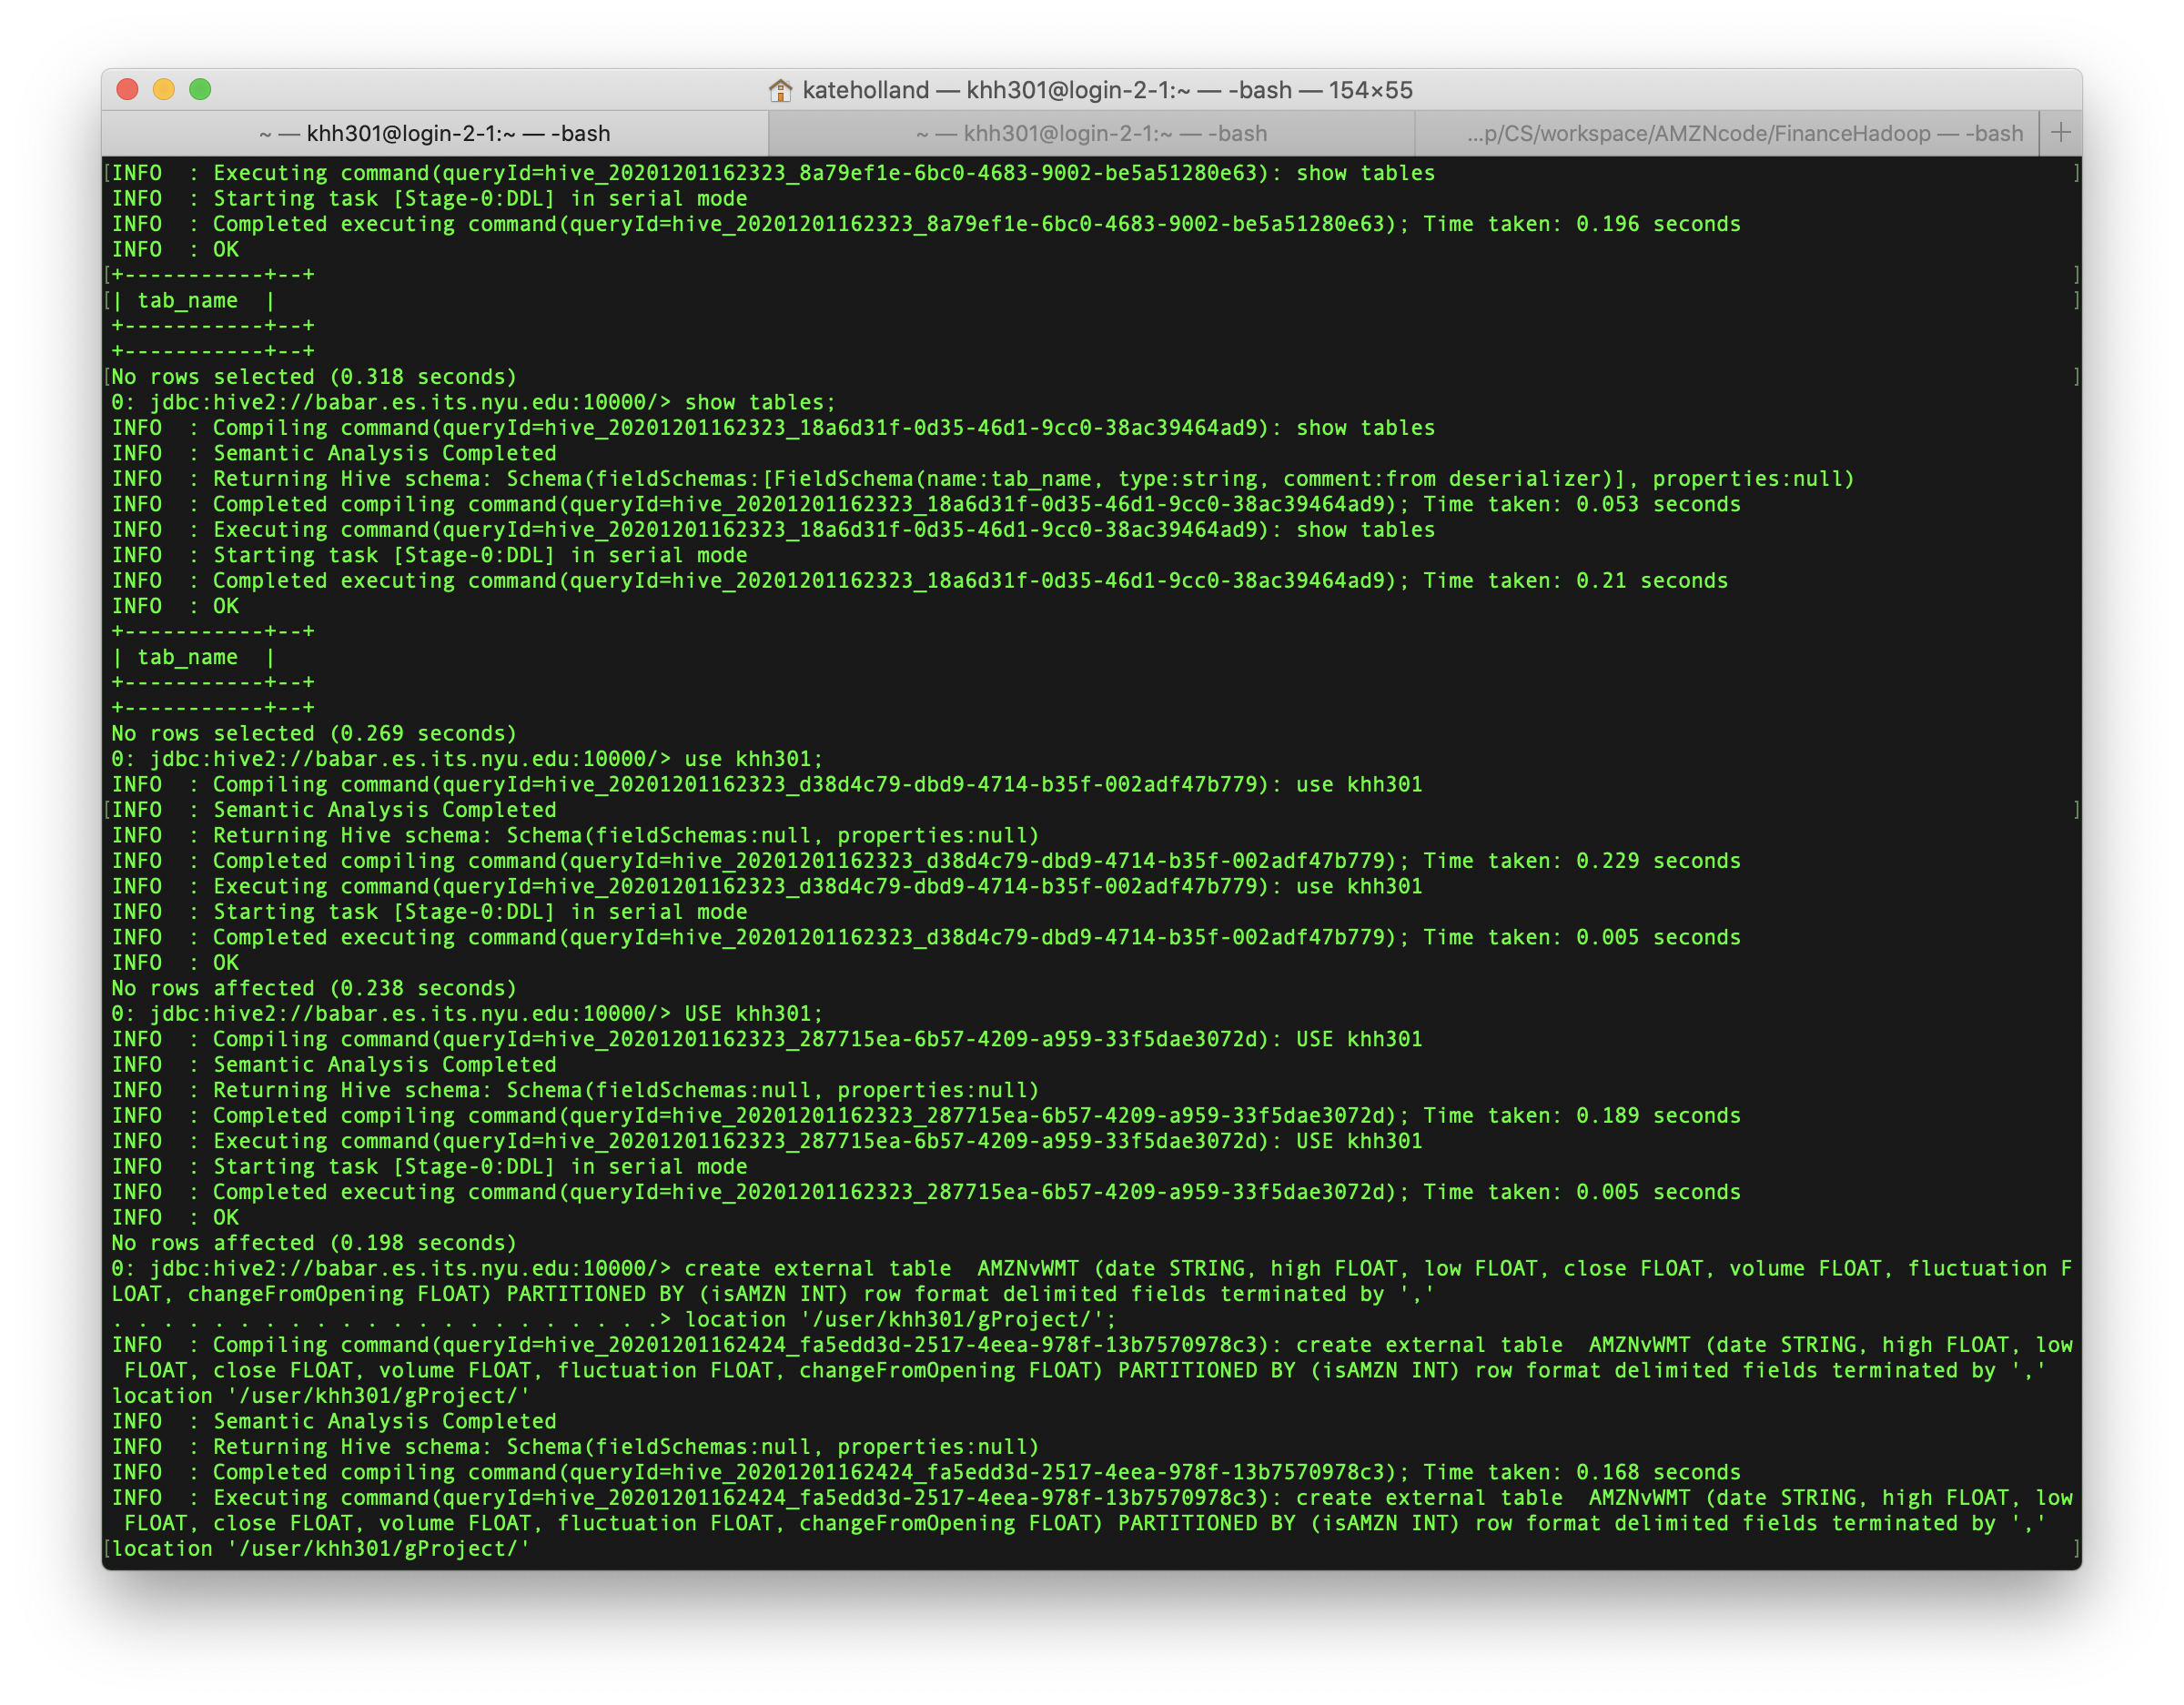 kateholland — khh301@login-2-1:~ — -bash — 154×55
~ — khh301@login-2-1:~ — -bash
~ — khh301@login-2-1:~ — -bash
...p/CS/workspace/AMZNcode/FinanceHadoop — -bash
+
[INFO  : Executing command(queryId=hive_20201201162323_8a79ef1e-6bc0-4683-9002-be5a51280e63): show tables ]
INFO  : Starting task [Stage-0:DDL] in serial mode
INFO  : Completed executing command(queryId=hive_20201201162323_8a79ef1e-6bc0-4683-9002-be5a51280e63); Time taken: 0.196 seconds
INFO  : OK
[+-----------+--+ ]
[| tab_name  | ]
+-----------+--+
+-----------+--+
[No rows selected (0.318 seconds) ]
0: jdbc:hive2://babar.es.its.nyu.edu:10000/> show tables;
INFO  : Compiling command(queryId=hive_20201201162323_18a6d31f-0d35-46d1-9cc0-38ac39464ad9): show tables
INFO  : Semantic Analysis Completed
INFO  : Returning Hive schema: Schema(fieldSchemas:[FieldSchema(name:tab_name, type:string, comment:from deserializer)], properties:null)
INFO  : Completed compiling command(queryId=hive_20201201162323_18a6d31f-0d35-46d1-9cc0-38ac39464ad9); Time taken: 0.053 seconds
INFO  : Executing command(queryId=hive_20201201162323_18a6d31f-0d35-46d1-9cc0-38ac39464ad9): show tables
INFO  : Starting task [Stage-0:DDL] in serial mode
INFO  : Completed executing command(queryId=hive_20201201162323_18a6d31f-0d35-46d1-9cc0-38ac39464ad9); Time taken: 0.21 seconds
INFO  : OK
+-----------+--+
| tab_name  |
+-----------+--+
+-----------+--+
No rows selected (0.269 seconds)
0: jdbc:hive2://babar.es.its.nyu.edu:10000/> use khh301;
INFO  : Compiling command(queryId=hive_20201201162323_d38d4c79-dbd9-4714-b35f-002adf47b779): use khh301
[INFO  : Semantic Analysis Completed ]
INFO  : Returning Hive schema: Schema(fieldSchemas:null, properties:null)
INFO  : Completed compiling command(queryId=hive_20201201162323_d38d4c79-dbd9-4714-b35f-002adf47b779); Time taken: 0.229 seconds
INFO  : Executing command(queryId=hive_20201201162323_d38d4c79-dbd9-4714-b35f-002adf47b779): use khh301
INFO  : Starting task [Stage-0:DDL] in serial mode
INFO  : Completed executing command(queryId=hive_20201201162323_d38d4c79-dbd9-4714-b35f-002adf47b779); Time taken: 0.005 seconds
INFO  : OK
No rows affected (0.238 seconds)
0: jdbc:hive2://babar.es.its.nyu.edu:10000/> USE khh301;
INFO  : Compiling command(queryId=hive_20201201162323_287715ea-6b57-4209-a959-33f5dae3072d): USE khh301
INFO  : Semantic Analysis Completed
INFO  : Returning Hive schema: Schema(fieldSchemas:null, properties:null)
INFO  : Completed compiling command(queryId=hive_20201201162323_287715ea-6b57-4209-a959-33f5dae3072d); Time taken: 0.189 seconds
INFO  : Executing command(queryId=hive_20201201162323_287715ea-6b57-4209-a959-33f5dae3072d): USE khh301
INFO  : Starting task [Stage-0:DDL] in serial mode
INFO  : Completed executing command(queryId=hive_20201201162323_287715ea-6b57-4209-a959-33f5dae3072d); Time taken: 0.005 seconds
INFO  : OK
No rows affected (0.198 seconds)
0: jdbc:hive2://babar.es.its.nyu.edu:10000/> create external table  AMZNvWMT (date STRING, high FLOAT, low FLOAT, close FLOAT, volume FLOAT, fluctuation F
LOAT, changeFromOpening FLOAT) PARTITIONED BY (isAMZN INT) row format delimited fields terminated by ','
. . . . . . . . . . . . . . . . . . . . . .> location '/user/khh301/gProject/';
INFO  : Compiling command(queryId=hive_20201201162424_fa5edd3d-2517-4eea-978f-13b7570978c3): create external table  AMZNvWMT (date STRING, high FLOAT, low
FLOAT, close FLOAT, volume FLOAT, fluctuation FLOAT, changeFromOpening FLOAT) PARTITIONED BY (isAMZN INT) row format delimited fields terminated by ','
location '/user/khh301/gProject/'
INFO  : Semantic Analysis Completed
INFO  : Returning Hive schema: Schema(fieldSchemas:null, properties:null)
INFO  : Completed compiling command(queryId=hive_20201201162424_fa5edd3d-2517-4eea-978f-13b7570978c3); Time taken: 0.168 seconds
INFO  : Executing command(queryId=hive_20201201162424_fa5edd3d-2517-4eea-978f-13b7570978c3): create external table  AMZNvWMT (date STRING, high FLOAT, low
FLOAT, close FLOAT, volume FLOAT, fluctuation FLOAT, changeFromOpening FLOAT) PARTITIONED BY (isAMZN INT) row format delimited fields terminated by ','
[location '/user/khh301/gProject/' ]